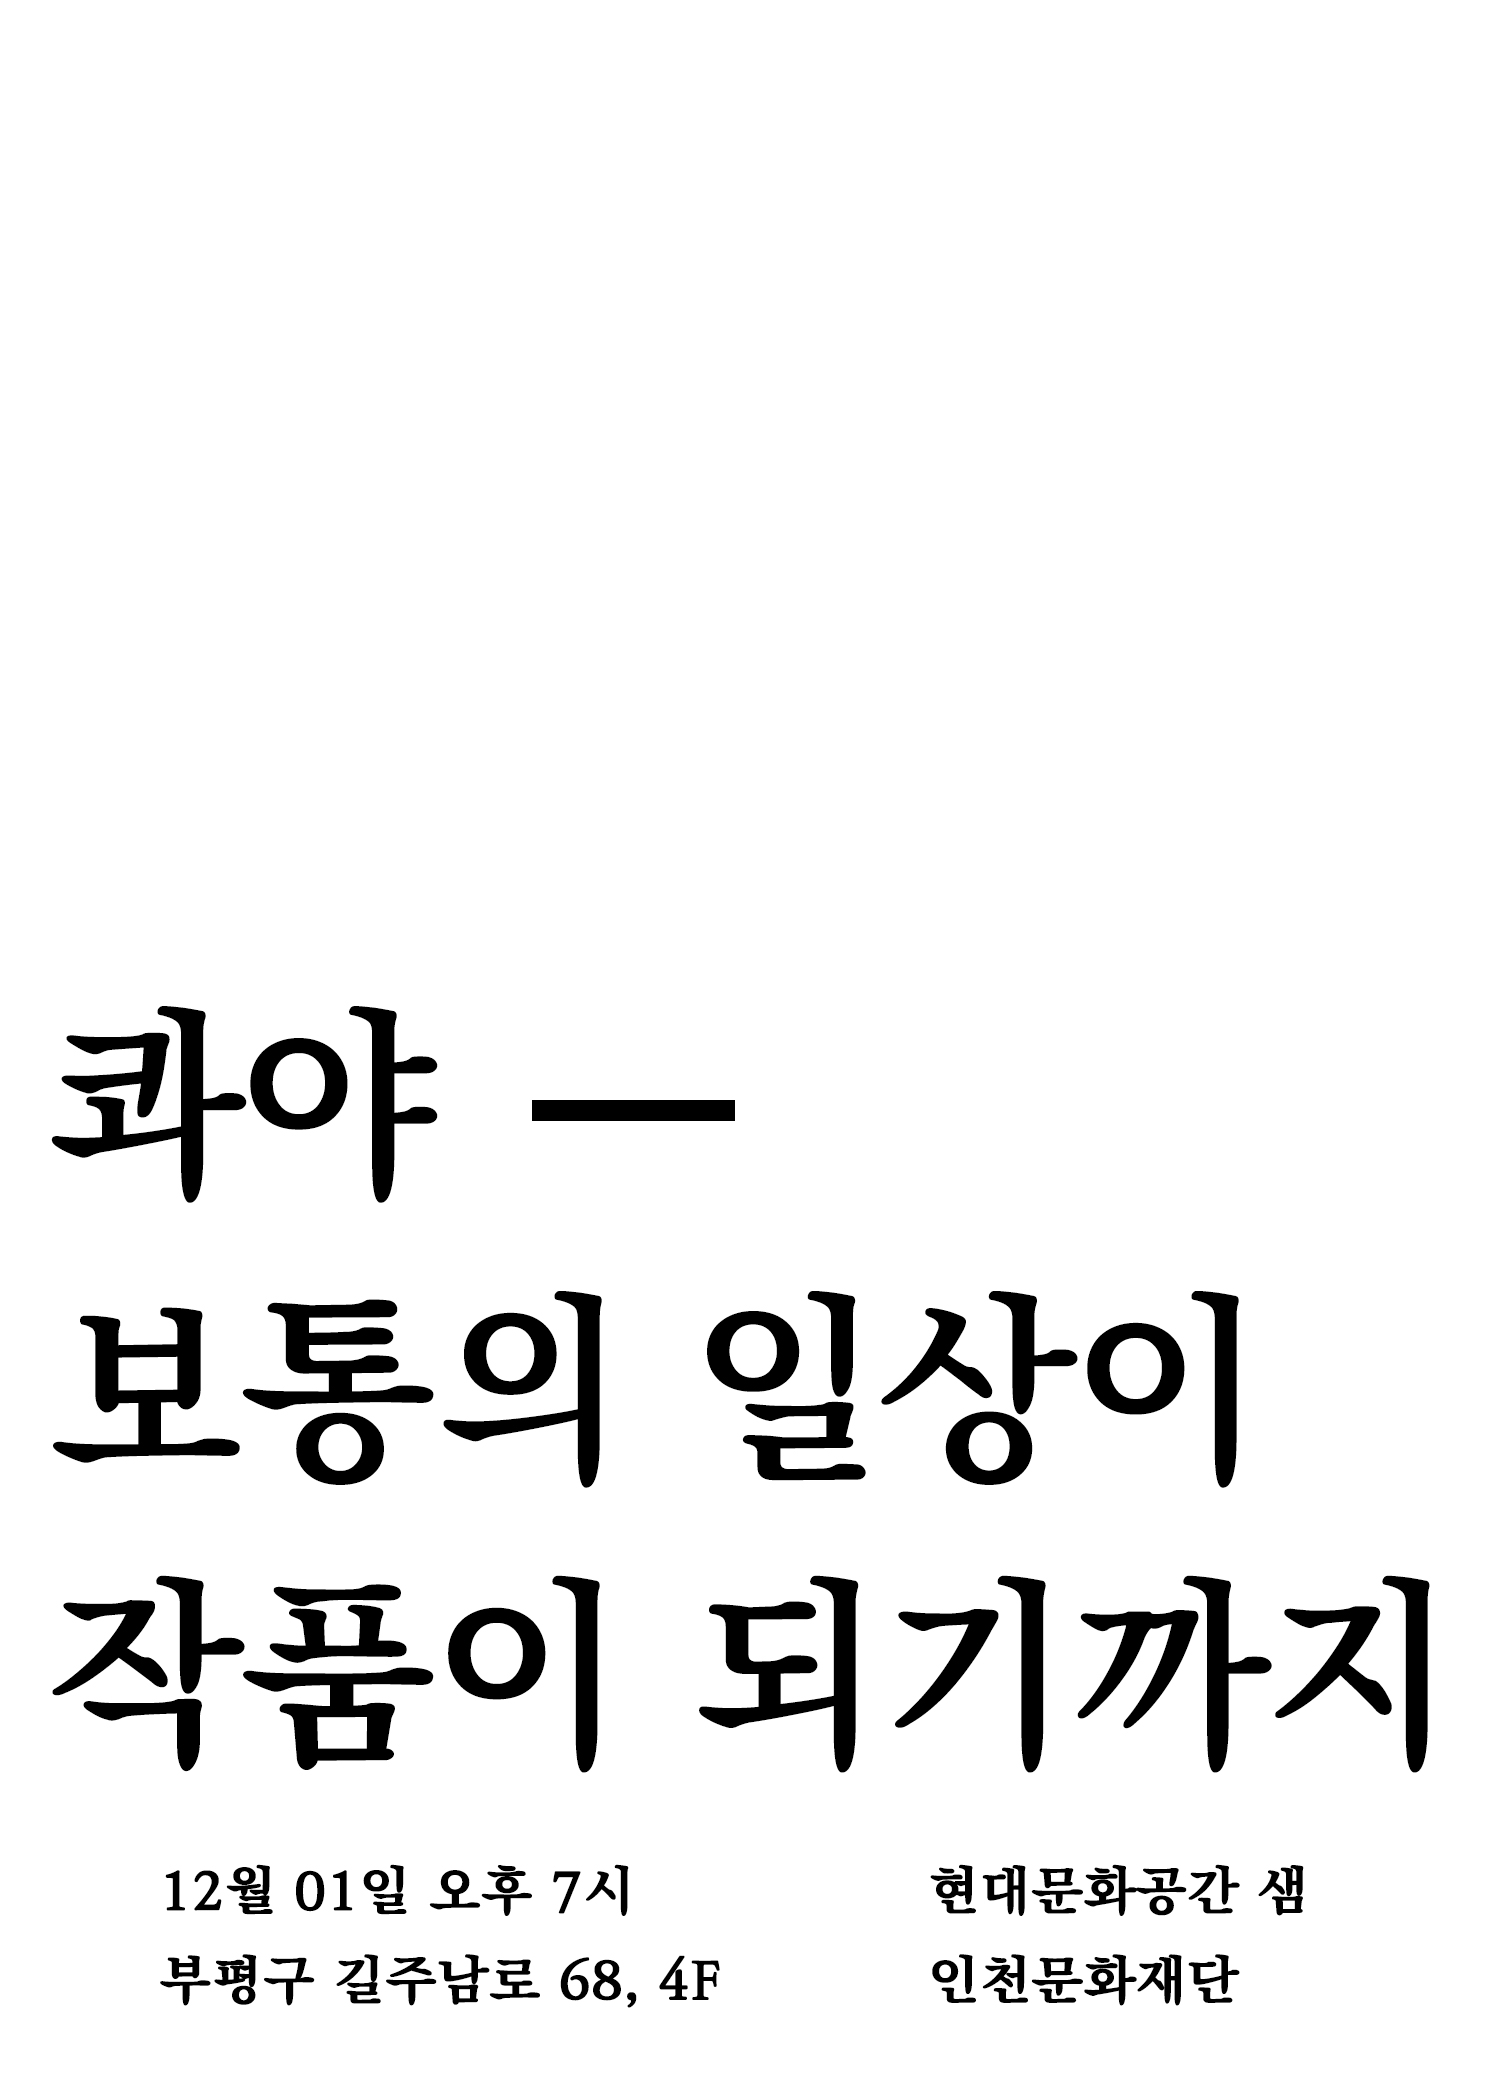 콰야 —
보통의 일상이
작품이 되기까지
12월 01일 오후 7시
부평구 길주남로 68, 4F
현대문화공간 샘
인천문화재단